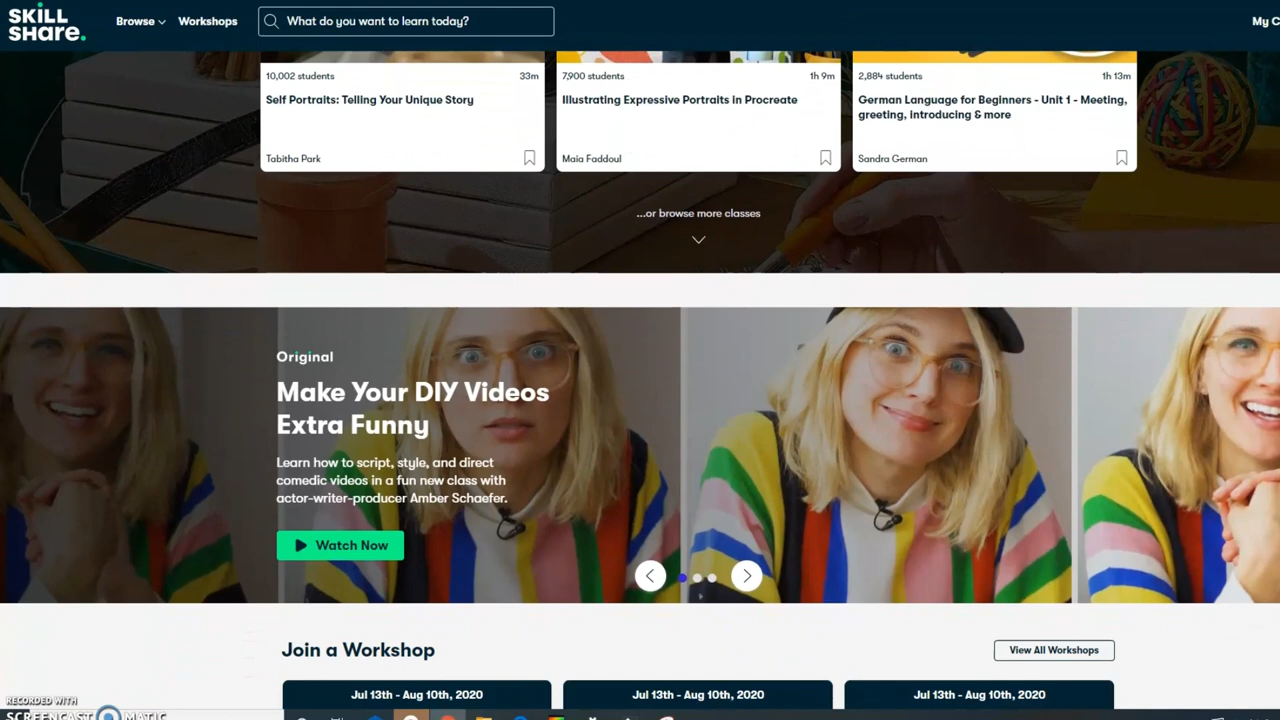 SKILL
SHare.
Browse
Workshops
What do you want to learn today?
My C
10,002 students
33m
Self Portraits: Telling Your Unique Story
Tabitha Park
7,900 students
1h 9m
Illustrating Expressive Portraits in Procreate
Maia Faddoul
2,884 students
1h 13m
German Language for Beginners - Unit 1 - Meeting,
greeting, introducing & more
Sandra German
...or browse more classes
Original
Make Your DIY Videos
Extra Funny
Learn how to script, style, and direct
comedic videos in a fun new class with
actor-writer-producer Amber Schaefer.
Watch Now
Join a Workshop
View All Workshops
Jul 13th - Aug 10th, 2020
Jul 13th - Aug 10th, 2020
Jul 13th - Aug 10th, 2020
RECORDED WITH
SCREENCAST MATIC